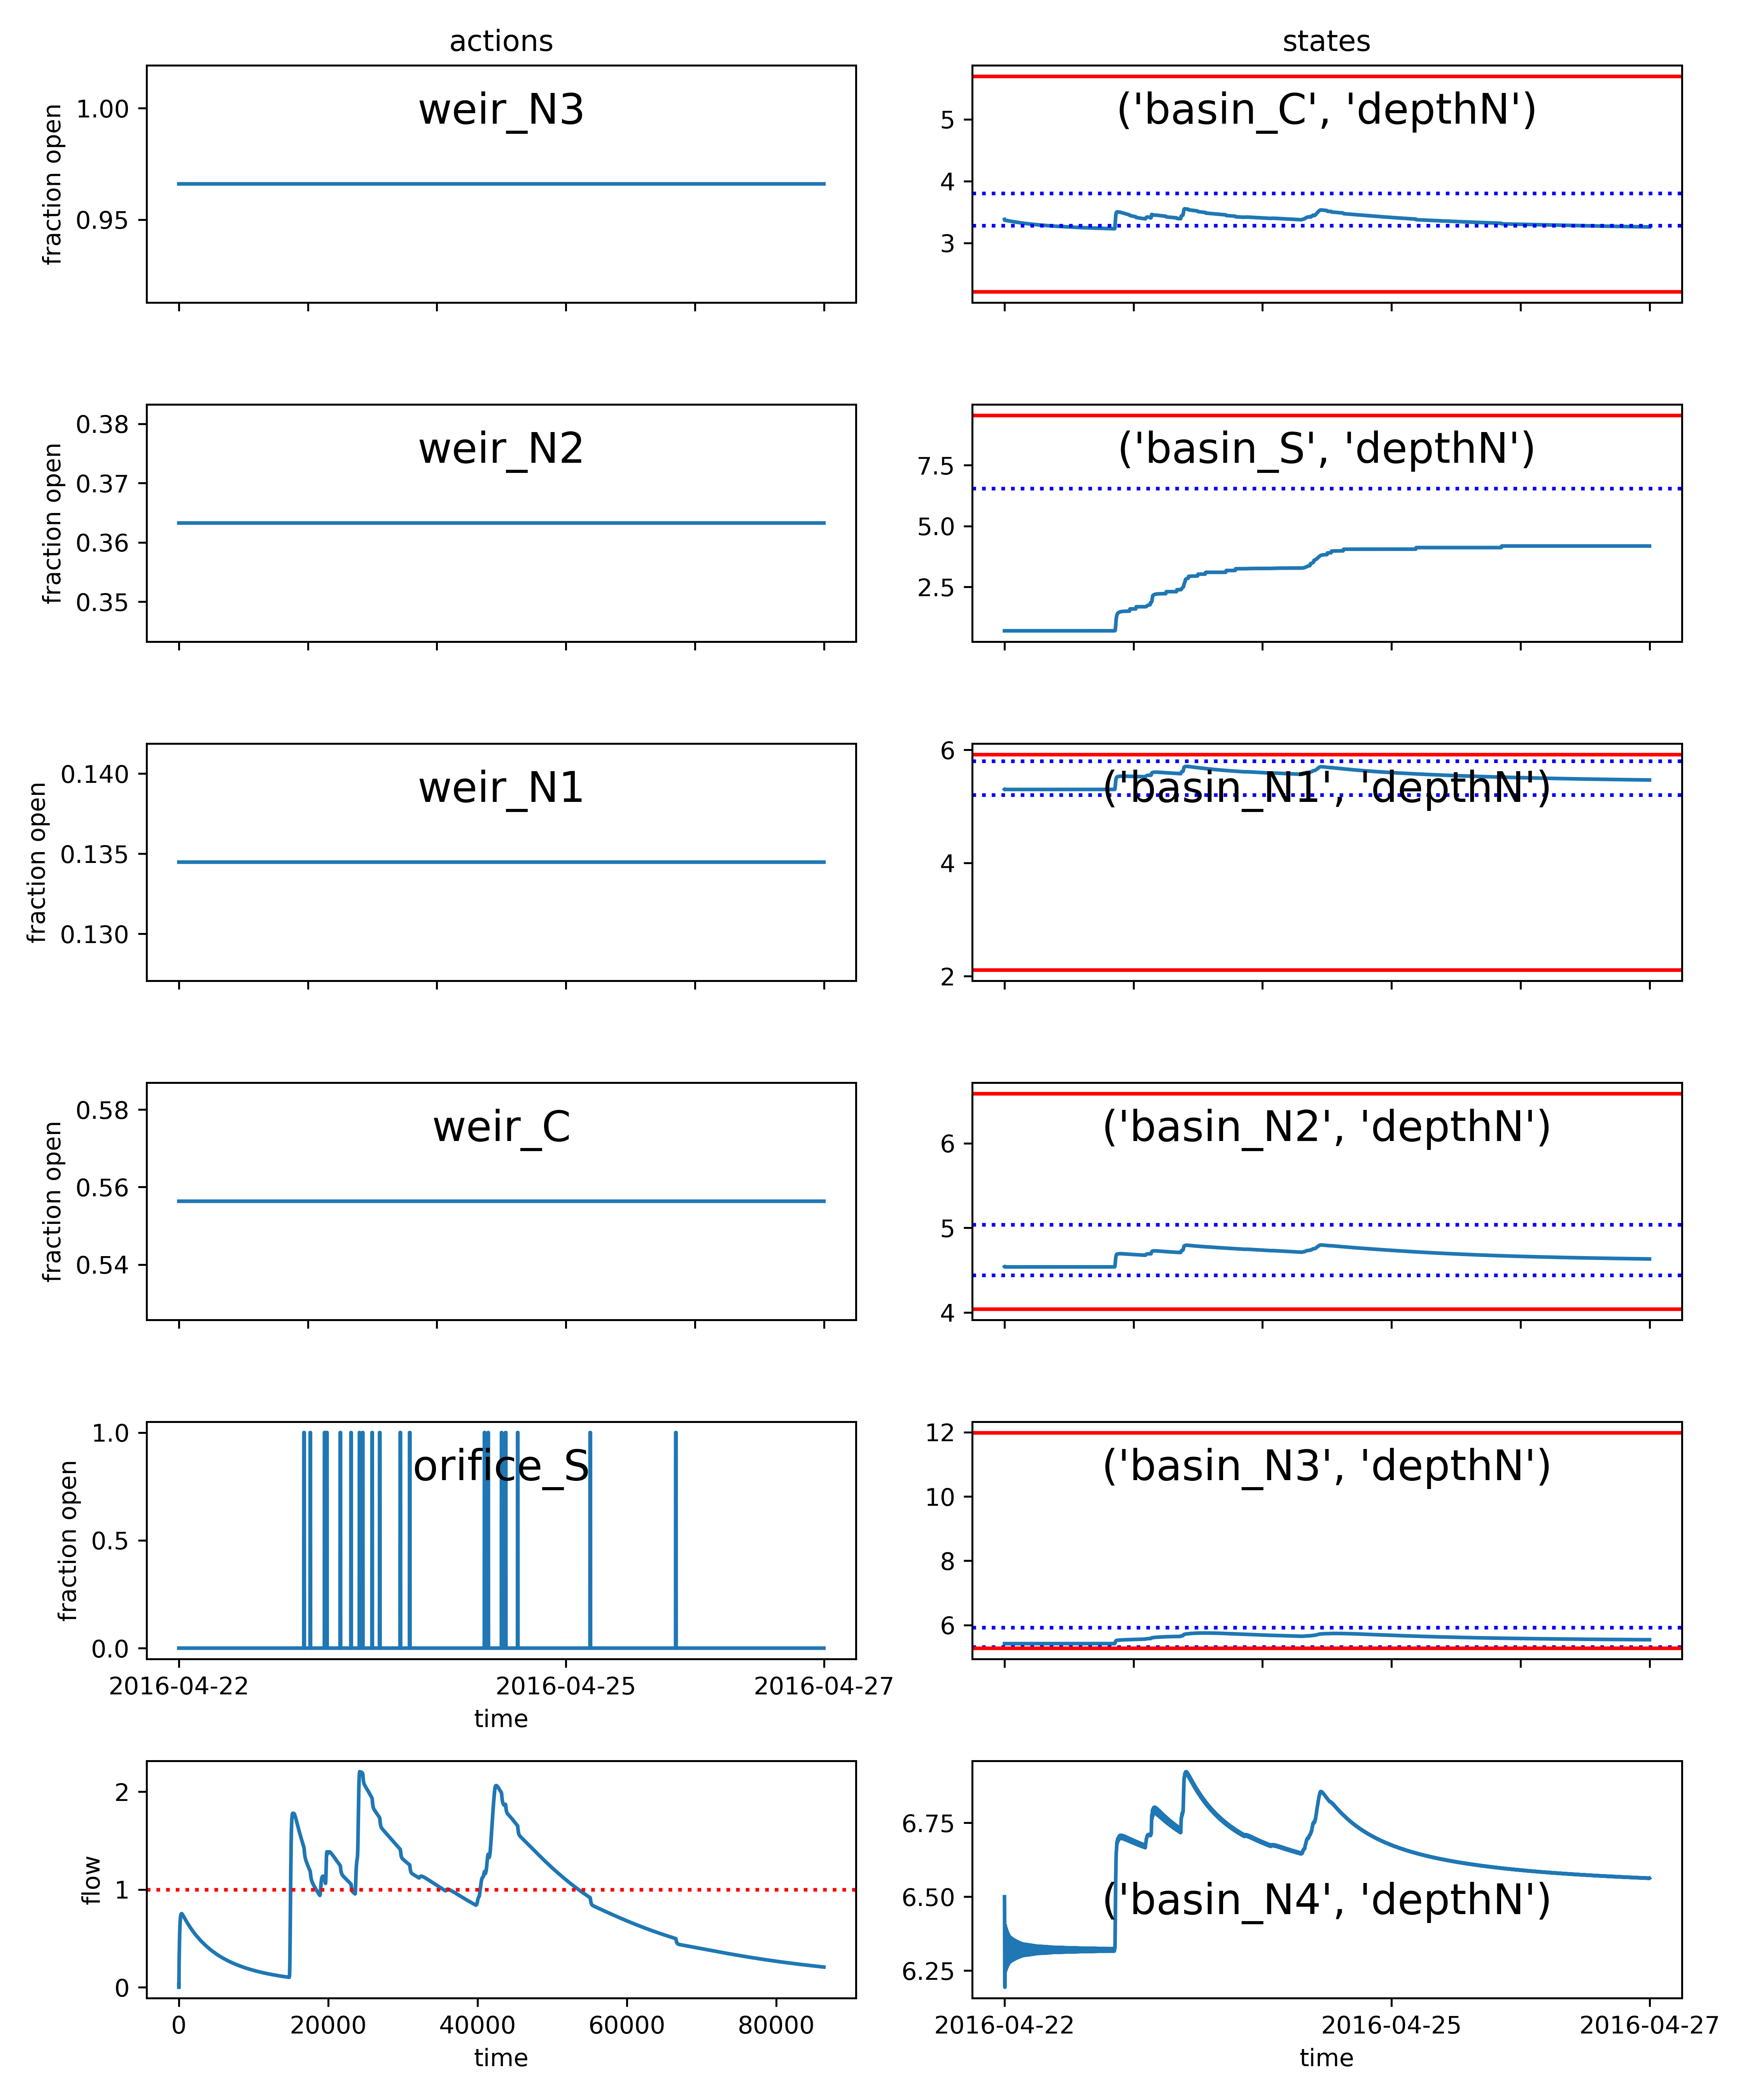 actions
fraction open
1.00
0.95
weir_N3
states
5
4
3
('basin_C', 'depthN')
fraction open
0.38
0.37
0.36
0.35
weir_N2
7.5
5.0
2.5
('basin_S', 'depthN')
fraction open
0.140
0.135
0.130
weir_N1
6
4
2
('basin_N1', 'depthN')
fraction open
0.58
0.56
0.54
weir_C
6
5
4
('basin_N2', 'depthN')
fraction open
1.0
0.5
0.0
orifice_S
2016-04-22 2016-04-25 2016-04-27
time
12
10
8
6
('basin_N3', 'depthN')
flow
2
1
0
0 20000 40000 60000 80000
time
6.75
6.50
6.25
('basin_N4', 'depthN')
2016-04-22 2016-04-25 2016-04-27
time